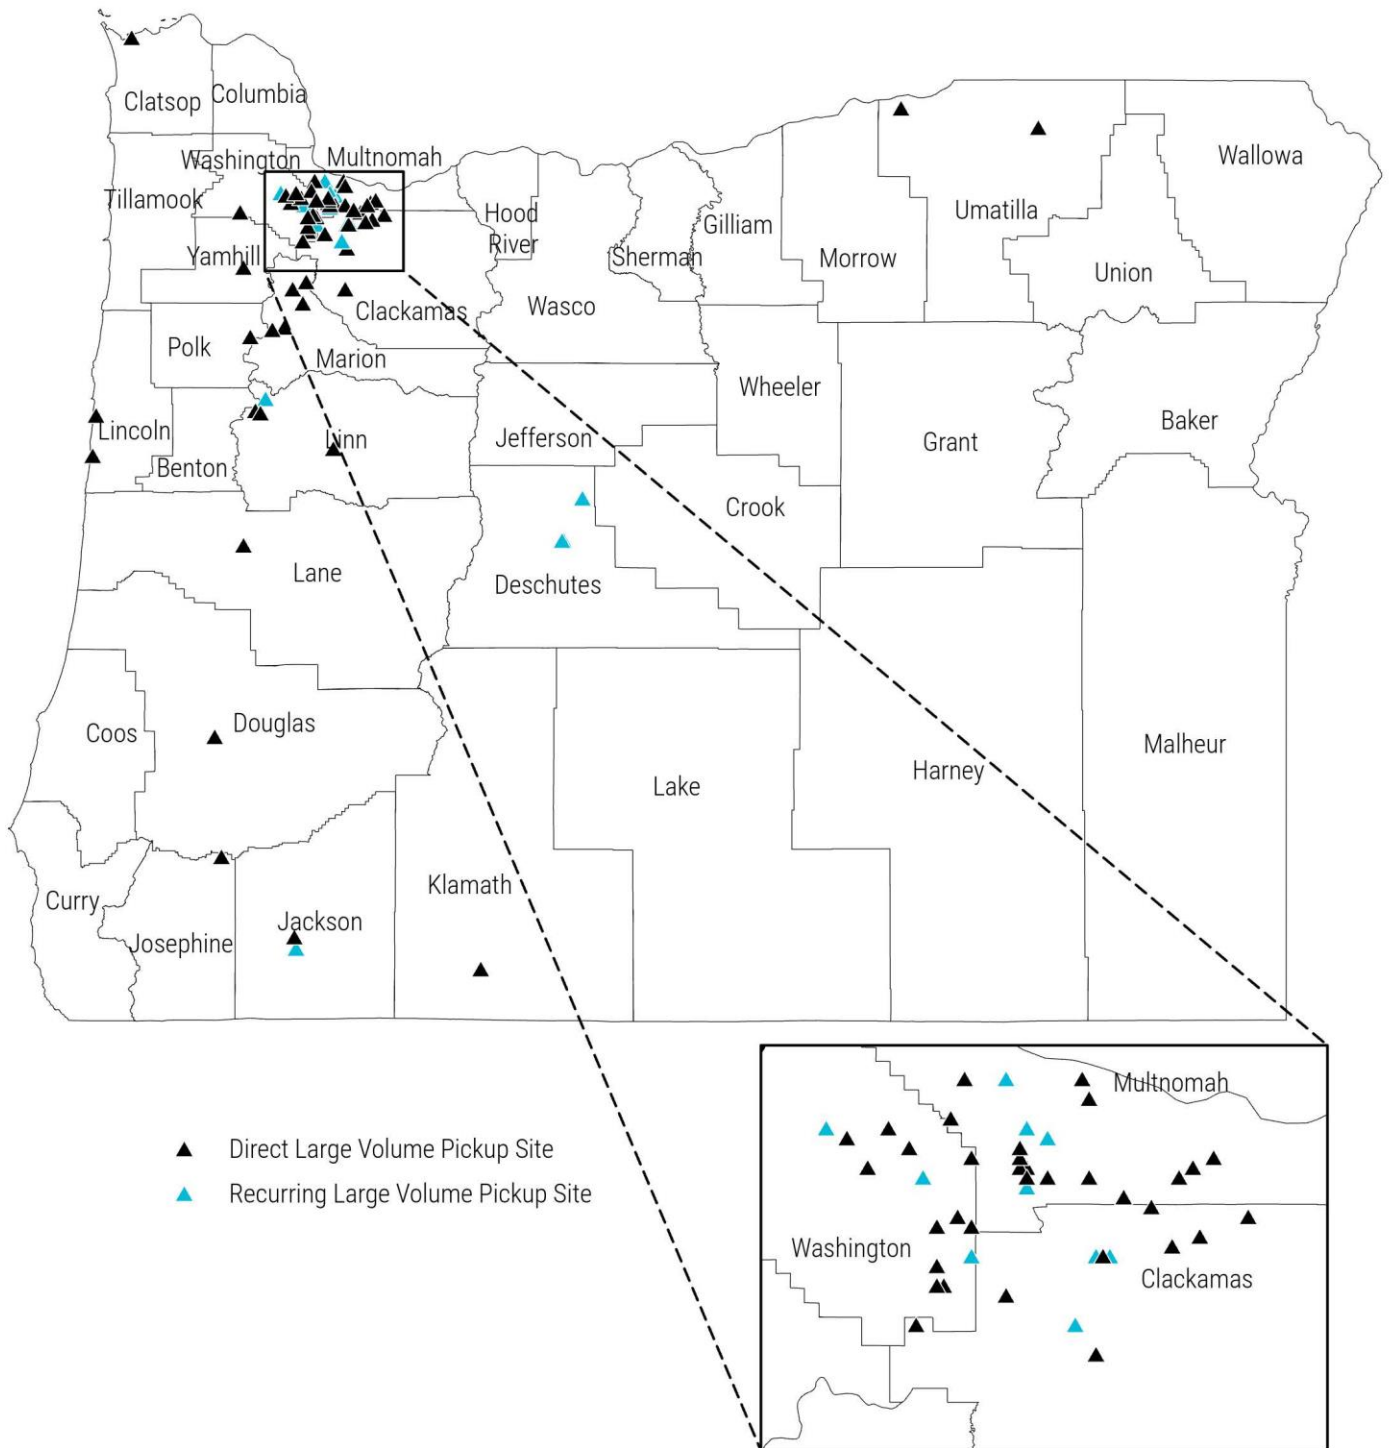 Clatsop
Columbia
Washington
Multnomah
Tillamook
Yamhill
Hood
River
Sherman
Gilliam
Morrow
Umatilla
Union
Wallowa
Clackamas
Wasco
Polk
Marion
Wheeler
Lincoln
Linn
Benton
Jefferson
Grant
Baker
Crook
Lane
Deschutes
Coos
Douglas
Lake
Harney
Malheur
Curry
Josephine
Jackson
Klamath
Multnomah
Washington
Clackamas
Direct Large Volume Pickup Site
Recurring Large Volume Pickup Site